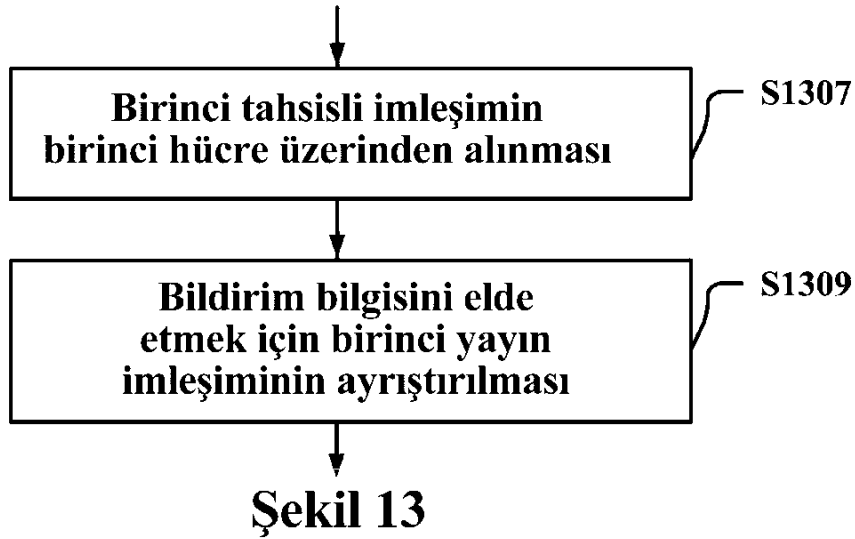 Birinci tahsisli imleşimin
birinci hücre üzerinden alınması
S1307
Bildirim bilgisini elde
etmek için birinci yayın
imleşiminin ayrıştırılması
S1309
Şekil 13